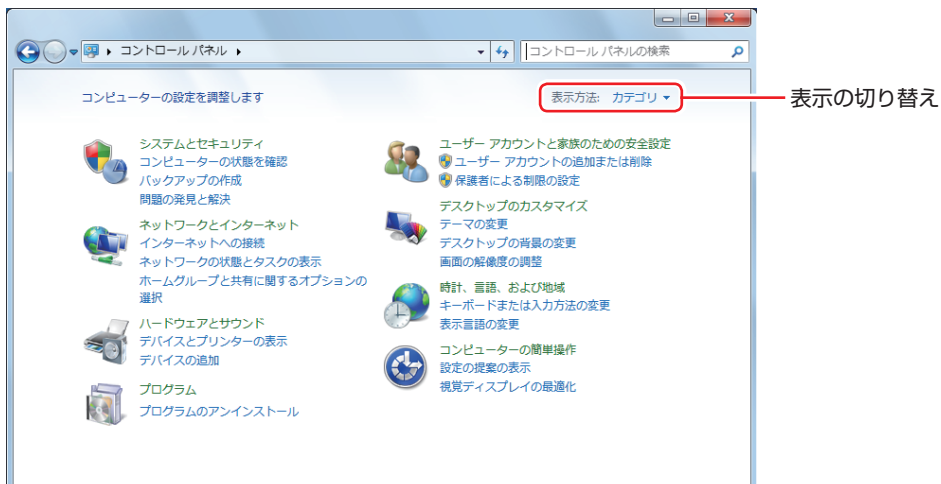 コントロール パネル
コントロール パネルの検索
コンピューターの設定を調整します
表示方法: カテゴリ
表示の切り替え
システムとセキュリティ
コンピューターの状態を確認
バックアップの作成
問題の発見と解決
ネットワークとインターネット
インターネットへの接続
ネットワークの状態とタスクの表示
ホームグループと共有に関するオプションの
選択
ハードウェアとサウンド
デバイスとプリンターの表示
デバイスの追加
プログラム
プログラムのアンインストール
ユーザー アカウントと家族のための安全設定
ユーザー アカウントの追加または削除
保護者による制限の設定
デスクトップのカスタマイズ
テーマの変更
デスクトップの背景の変更
画面の解像度の調整
時計、言語、および地域
キーボードまたは入力方法の変更
表示言語の変更
コンピューターの簡単操作
設定の提案の表示
視覚ディスプレイの最適化